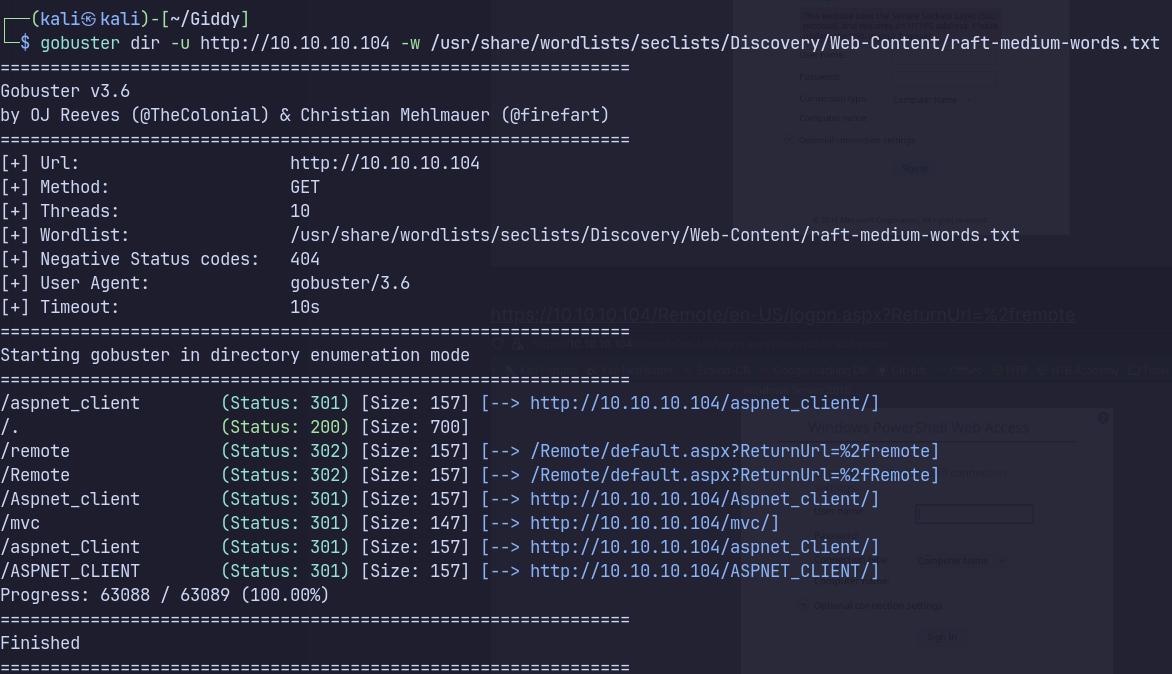 ┌──(kali㉿kali)-[~/Giddy]
└─$ gobuster dir -u http://10.10.10.104 -w /usr/share/wordlists/seclists/Discovery/Web-Content/raft-medium-words.txt
===============================================================
Gobuster v3.6
by OJ Reeves (@TheColonial) & Christian Mehlmauer (@firefart)
===============================================================
[+] Url:                     http://10.10.10.104
[+] Method:                  GET
[+] Threads:                 10
[+] Wordlist:                /usr/share/wordlists/seclists/Discovery/Web-Content/raft-medium-words.txt
[+] Negative Status codes:   404
[+] User Agent:              gobuster/3.6
[+] Timeout:                 10s
===============================================================
Starting gobuster in directory enumeration mode
===============================================================
/aspnet_client        (Status: 301) [Size: 157] [--> http://10.10.10.104/aspnet_client/]
/.                    (Status: 200) [Size: 700]
/remote               (Status: 302) [Size: 157] [--> /Remote/default.aspx?ReturnUrl=%2fremote]
/Remote               (Status: 302) [Size: 157] [--> /Remote/default.aspx?ReturnUrl=%2fRemote]
/Aspnet_client        (Status: 301) [Size: 157] [--> http://10.10.10.104/Aspnet_client/]
/mvc                  (Status: 301) [Size: 147] [--> http://10.10.10.104/mvc/]
/aspnet_Client        (Status: 301) [Size: 157] [--> http://10.10.10.104/aspnet_Client/]
/ASPNET_CLIENT        (Status: 301) [Size: 157] [--> http://10.10.10.104/ASPNET_CLIENT/]
Progress: 63088 / 63089 (100.00%)
===============================================================
Finished
===============================================================
https://10.10.10.104/Remote/en-US/logon.aspx?ReturnUrl=%2fremote
Windows PowerShell Web Access
Computer Name
Optional connection settings
Sign In